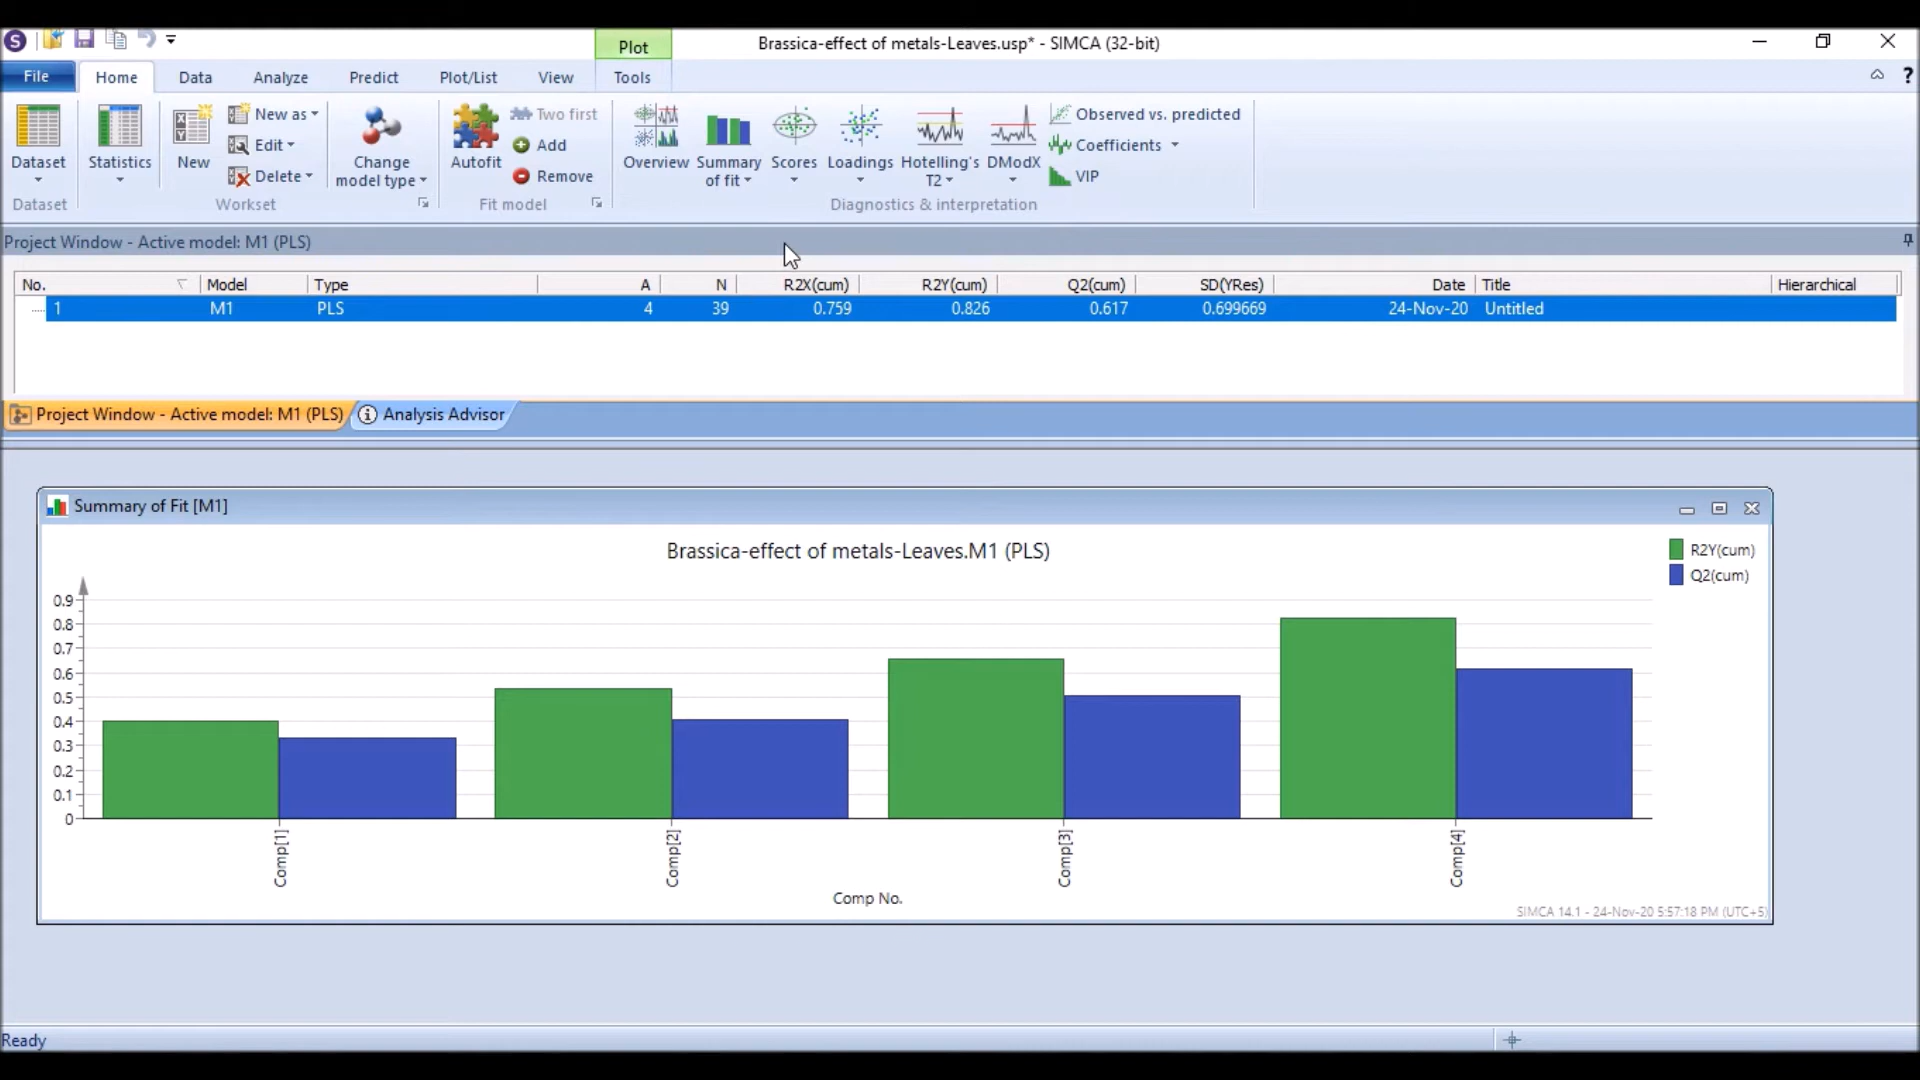 S
Plot
Brassica-effect of metals-Leaves.usp* - SIMCA (32-bit)
File Home Data Analyze Predict Plot/List View Tools ?
Dataset Statistics New New as Edit Delete
Change model type
Autofit Two first Add Remove
Overview Summary of fit Scores Loadings Hotelling's T2 DModX
Observed vs. predicted
Coefficients
VIP
Dataset Workset Fit model Diagnostics & interpretation
Project Window - Active model: M1 (PLS)
No. Model Type A N R2X(cum) R2Y(cum) Q2(cum) SD(YRes) Date Title Hierarchical
1 M1 PLS 4 39 0.759 0.826 0.617 0.699669 24-Nov-20 Untitled
Project Window - Active model: M1 (PLS) Analysis Advisor
Summary of Fit [M1]
Brassica-effect of metals-Leaves.M1 (PLS)
R2Y(cum)
Q2(cum)
0.9
0.8
0.7
0.6
0.5
0.4
0.3
0.2
0.1
0
Comp[1] Comp[2] Comp[3] Comp[4]
Comp No.
SIMCA 14.1 - 24-Nov-20 5:57:18 PM (UTC+5)
Ready